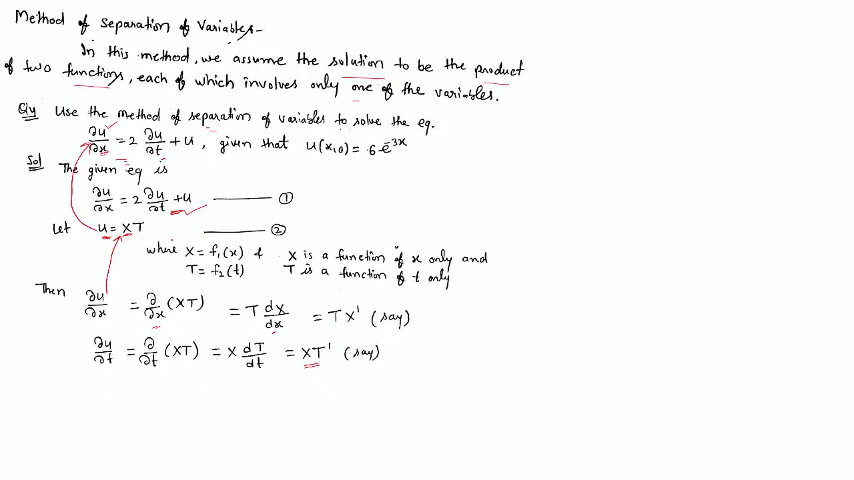 Method of separation of variables-
In this method, we assume the solution to be the product
of two functions, each of which involves only one of the variables.
Q1/ Use the method of separation of variables to solve the eq.
∂u/∂x = 2 ∂u/∂t + u, given that u(x,0) = 6 e^-3x
Sol The given eq is
∂u/∂x = 2 ∂u/∂t + u ——— ①
Let u = XT ——— ②
where X = f₁(x) & X is a function of x only and
T = f₂(t) T is a function of t only
Then ∂u/∂x = ∂/∂x (XT) = T dX/dx = TX' (say)
∂u/∂t = ∂/∂t (XT) = X dT/dt = XT' (say)